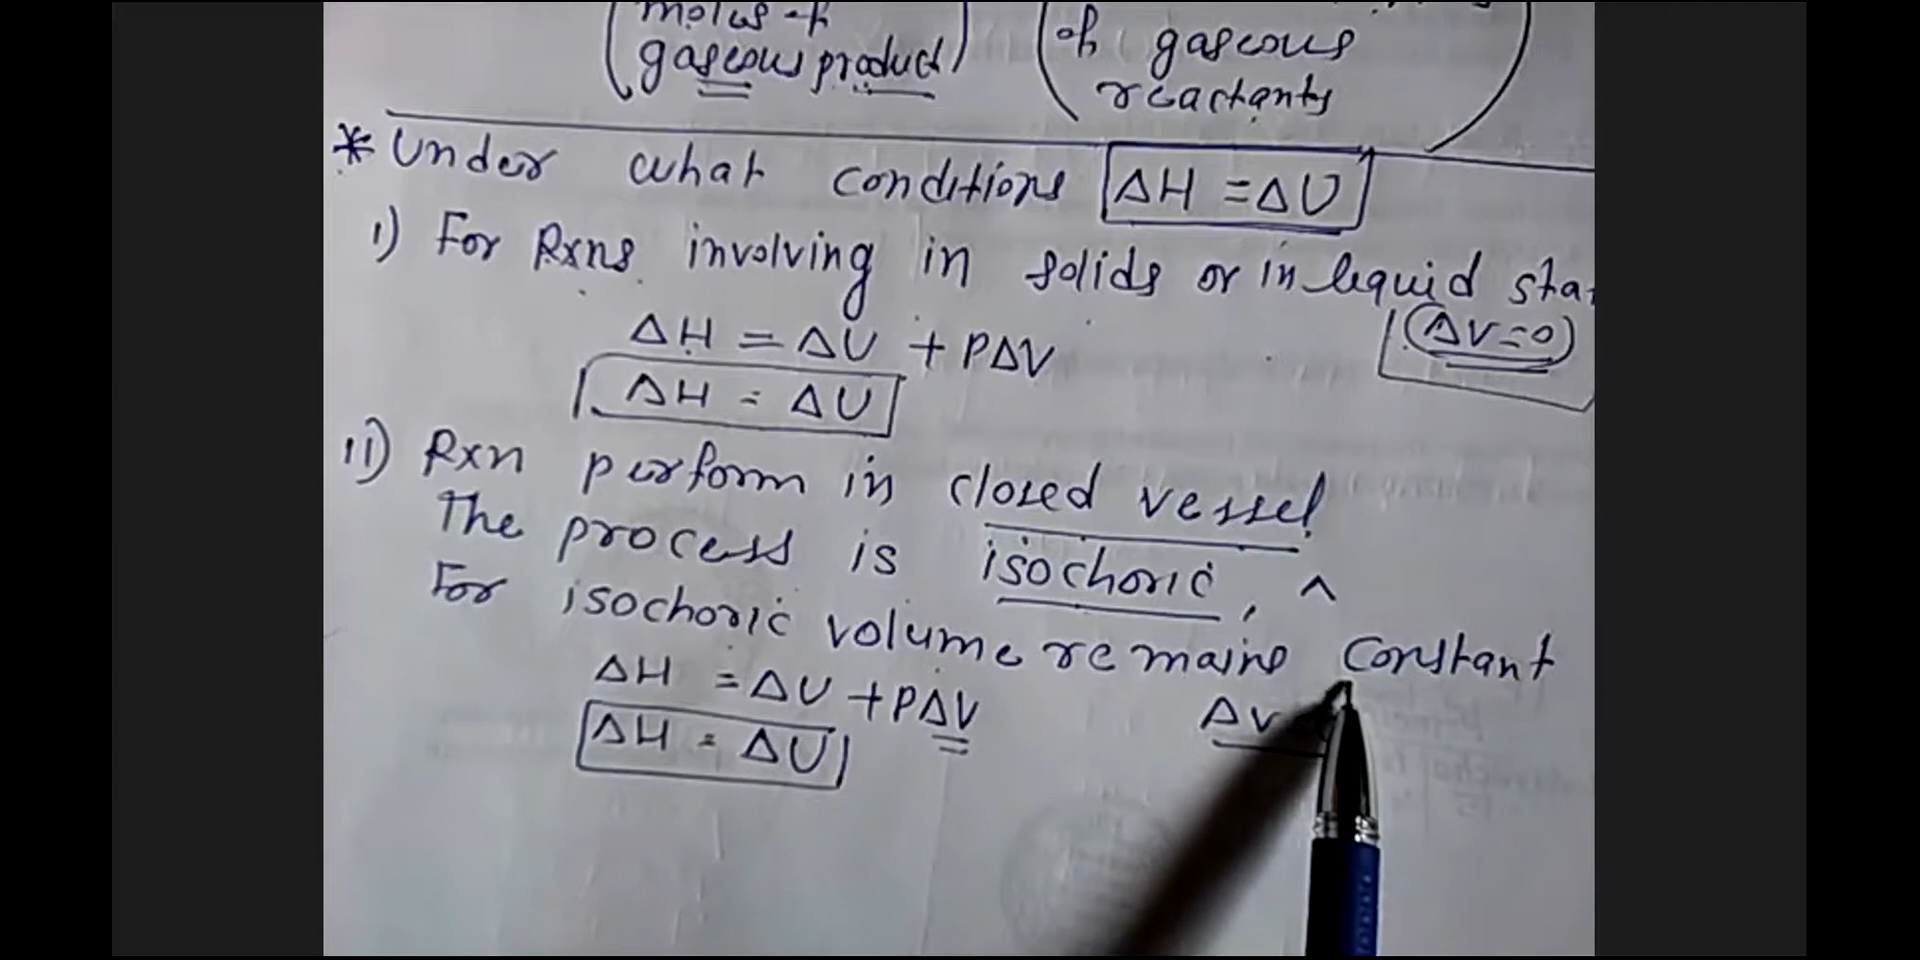 moles of
gaseous product
of gaseous
reactants
* Under what conditions ΔH = ΔU
i) For Rxns involving in solids or in liquid sta
(ΔV=0)
ΔH = ΔU + PΔV
ΔH = ΔU
ii) Rxn perform in closed vessel
The process is isochoric, ^
For isochoric volume remains constant
ΔH = ΔU + PΔV
ΔV
ΔH = ΔU